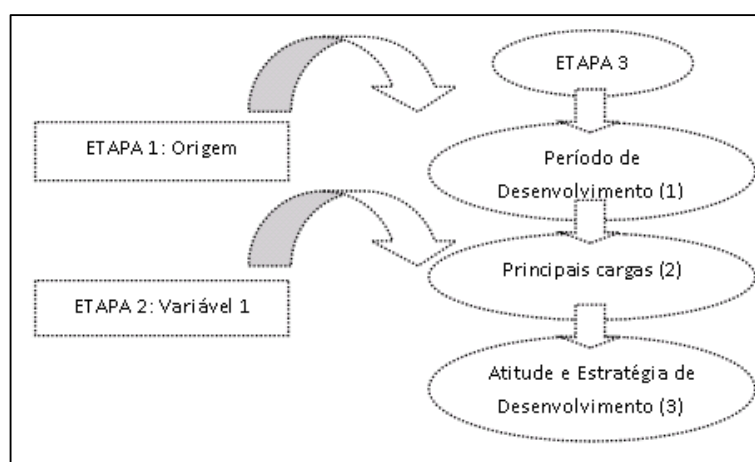 ETAPA 3
ETAPA 1: Origem
Período de
Desenvolvimento (1)
ETAPA 2: Variável 1
Principais cargas (2)
Atitude e Estratégia de
Desenvolvimento (3)